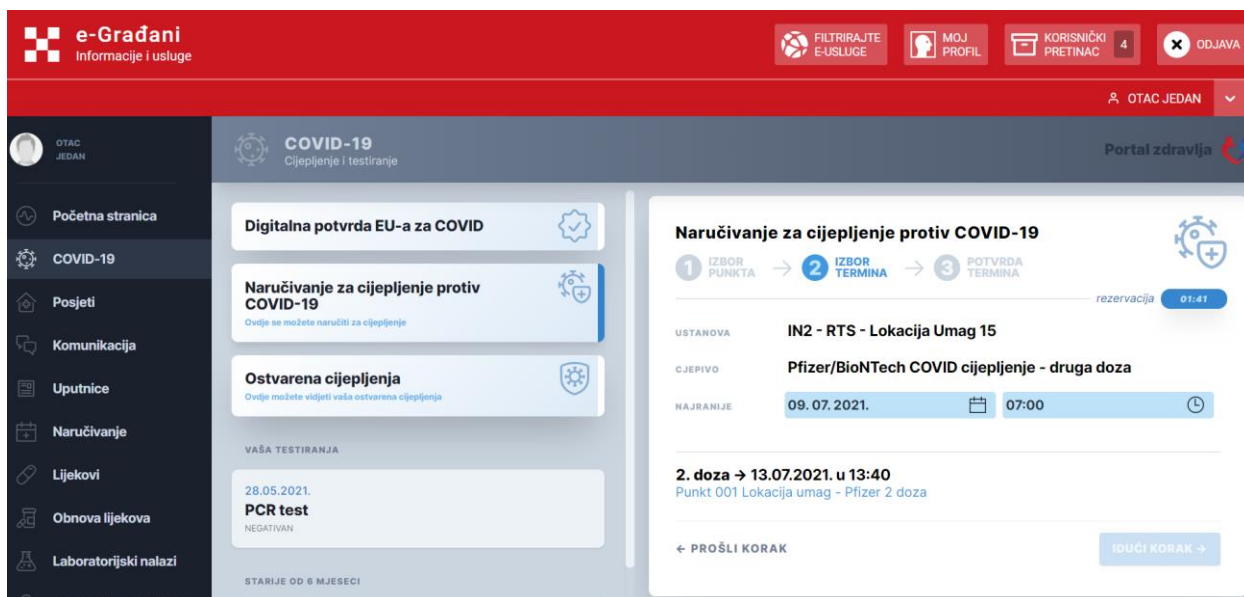 e-Građani
Informacije i usluge
FILTRIRAJTE
E-USLUGE
MOJ
PROFIL
KORISNIČKI
PRETINAC
4
ODJAVA
OTAC JEDAN
OTAC
JEDAN
Početna stranica
COVID-19
Posjeti
Komunikacija
Uputnice
Naručivanje
Lijekovi
Obnova lijekova
Laboratorijski nalazi
COVID-19
Cijepljenje i testiranje
Portal zdravlja
Digitalna potvrda EU-a za COVID
Naručivanje za cijepljenje protiv
COVID-19
Ovdje se možete naručiti za cijepljenje
Ostvarena cijepljenja
Ovdje možete vidjeti vaša ostvarena cijepljenja
VAŠA TESTIRANJA
28.05.2021.
PCR test
NEGATIVAN
STARIJE OD 6 MJESECI
Naručivanje za cijepljenje protiv COVID-19
1 IZBOR
PUNKTA
→ 2 IZBOR
TERMINA
→ 3 POTVRDA
TERMINA
rezervacija 01:41
USTANOVA IN2 - RTS - Lokacija Umag 15
CJEPIVO Pfizer/BioNTech COVID cijepljenje - druga doza
NAJRANIJE 09. 07. 2021. 07:00
2. doza → 13.07.2021. u 13:40
Punkt 001 Lokacija umag - Pfizer 2 doza
← PROŠLI KORAK
IDUĆI KORAK →